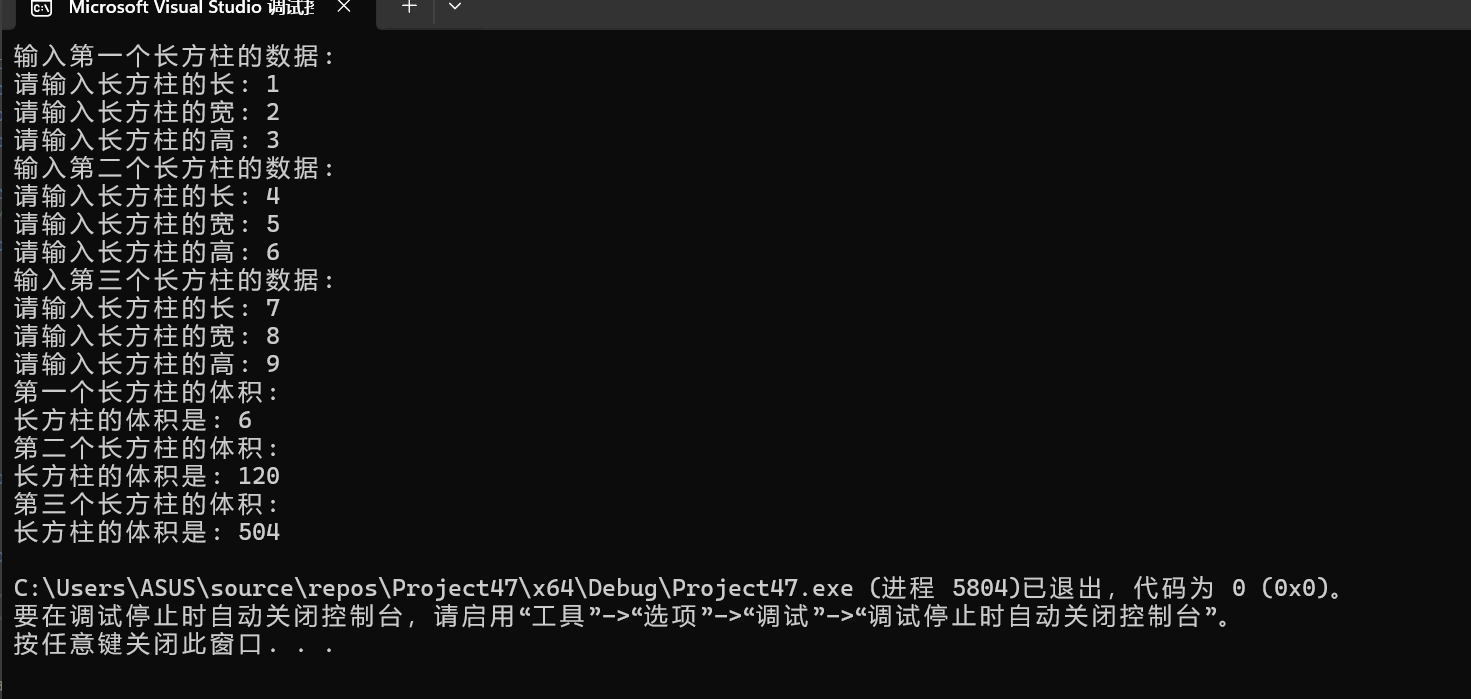 Microsoft Visual Studio 调试控
输入第一个长方柱的数据:
请输入长方柱的长: 1
请输入长方柱的宽: 2
请输入长方柱的高: 3
输入第二个长方柱的数据:
请输入长方柱的长: 4
请输入长方柱的宽: 5
请输入长方柱的高: 6
输入第三个长方柱的数据:
请输入长方柱的长: 7
请输入长方柱的宽: 8
请输入长方柱的高: 9
第一个长方柱的体积:
长方柱的体积是: 6
第二个长方柱的体积:
长方柱的体积是: 120
第三个长方柱的体积:
长方柱的体积是: 504
C:\Users\ASUS\source\repos\Project47\x64\Debug\Project47.exe (进程 5804)已退出，代码为 0 (0x0)。
要在调试停止时自动关闭控制台，请启用“工具”->“选项”->“调试”->“调试停止时自动关闭控制台”。
按任意键关闭此窗口. . .